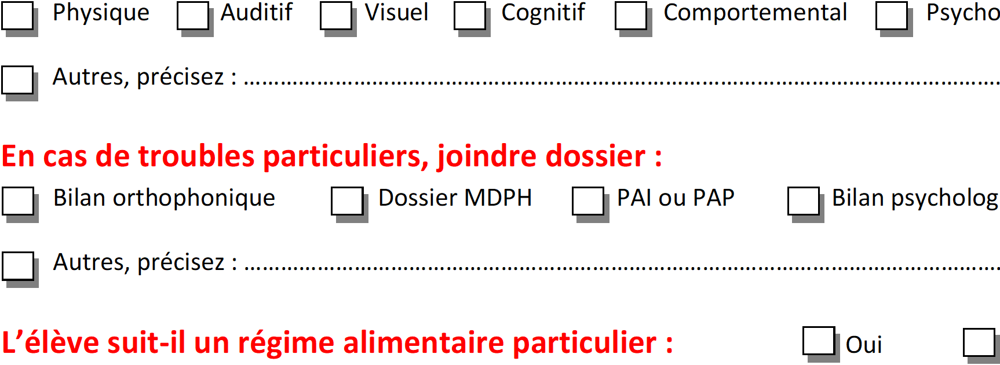 Physique Auditif Visuel Cognitif Comportemental Psycho
Autres, précisez : ……………………………………………………………………………………………………………………
En cas de troubles particuliers, joindre dossier :
Bilan orthophonique Dossier MDPH PAI ou PAP Bilan psycholog
Autres, précisez : ……………………………………………………………………………………………………………………
L’élève suit-il un régime alimentaire particulier : Oui